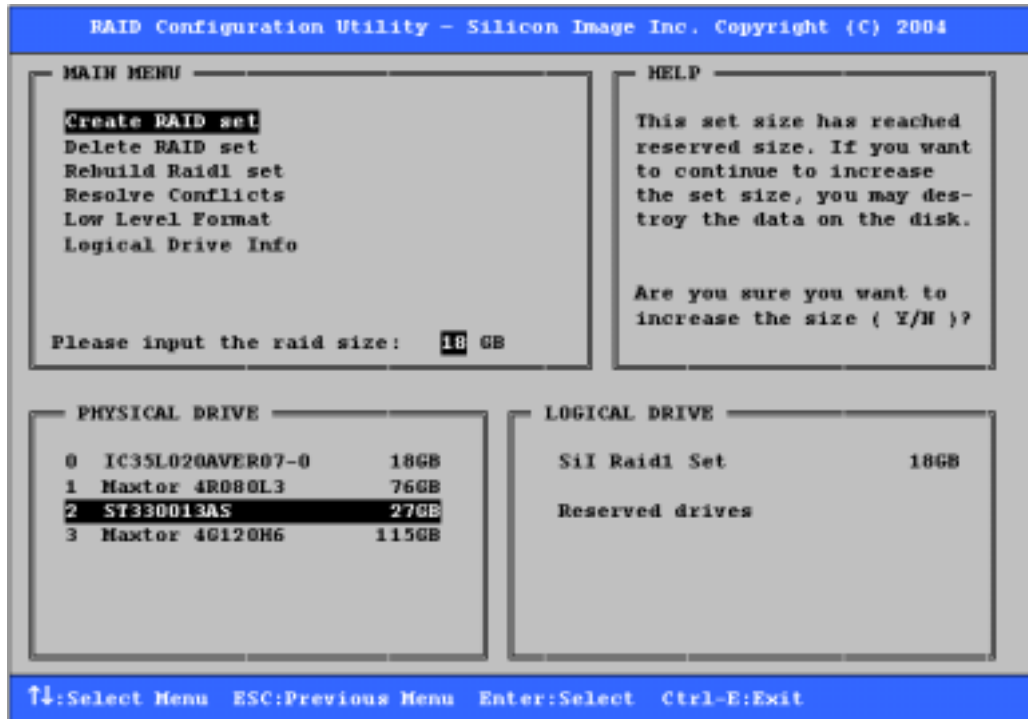 RAID Configuration Utility - Silicon Image Inc. Copyright (C) 2004
MAIN MENU
Create RAID set
Delete RAID set
Rebuild Raid1 set
Resolve Conflicts
Low Level Format
Logical Drive Info
Please input the raid size: 18 GB
HELP
This set size has reached
reserved size. If you want
to continue to increase
the set size, you may des-
troy the data on the disk.
Are you sure you want to
increase the size ( Y/N )?
PHYSICAL DRIVE
0 IC35L020AVER07-0 18GB
1 Maxtor 4R080L3 76GB
2 ST330013AS 27GB
3 Maxtor 4G120H6 115GB
LOGICAL DRIVE
SiI Raid1 Set 18GB
Reserved drives
↑↓:Select Menu ESC:Previous Menu Enter:Select Ctrl-E:Exit